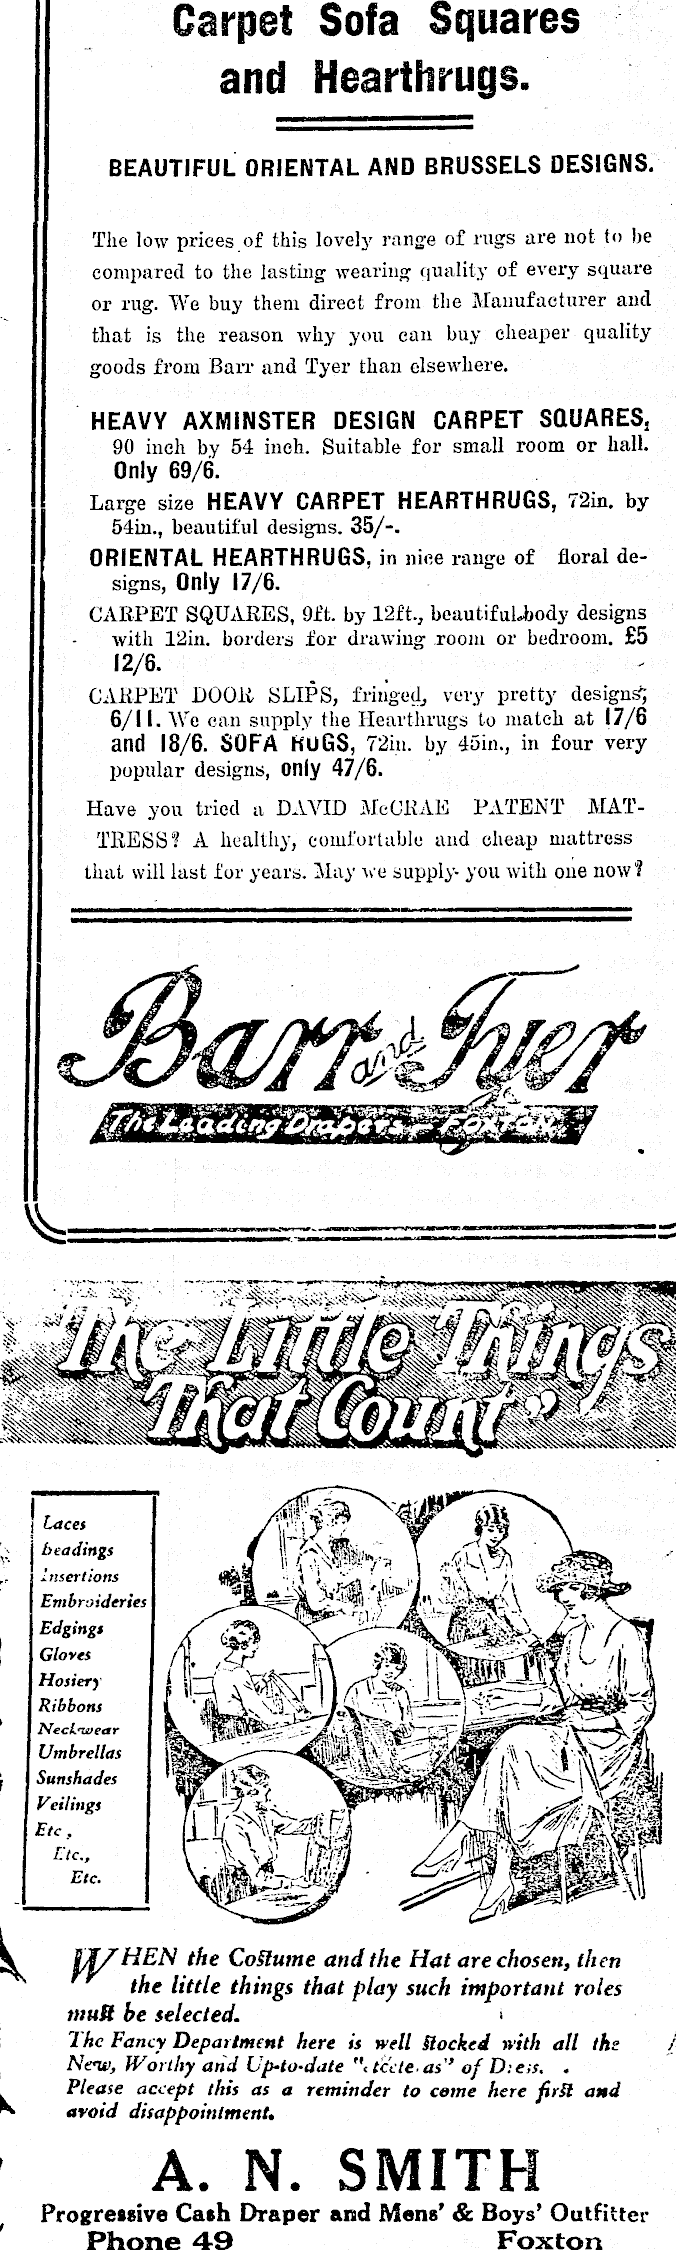 Carpet Sofa Squares
and Hearthrugs.
BEAUTIFUL ORIENTAL AND BRUSSELS DESIGNS.
The low prices of this lovely range of rugs are not to be
compared to the lasting wearing quality of every square
or rug. We buy them direct from the Manufacturer and
that is the reason why you can buy cheaper quality
goods from Barr and Tyer than elsewhere.
HEAVY AXMINSTER DESIGN CARPET SQUARES,
90 inch by 54 inch. Suitable for small room or hall.
Only 69/6.
Large size HEAVY CARPET HEARTHRUGS, 72in. by
54in., beautiful designs. 35/-.
ORIENTAL HEARTHRUGS, in nice range of floral de-
signs, Only 17/6.
CARPET SQUARES, 9ft. by 12ft., beautiful body designs
with 12in. borders for drawing room or bedroom. £5
12/6.
CARPET DOOR SLIPS, fringed, very pretty designs,
6/11. We can supply the Hearthrugs to match at 17/6
and 18/6. SOFA RUGS, 72in. by 45in., in four very
popular designs, only 47/6.
Have you tried a DAVID McCRAE PATENT MAT-
TRESS? A healthy, comfortable and cheap mattress
that will last for years. May we supply you with one now?
Barr and Tyer
The Leading Drapers - FOXTON.
The Little Things
That Count"
Laces
Beadings
Insertions
Embroideries
Edgings
Gloves
Hosiery
Ribbons
Neckwear
Umbrellas
Sunshades
Veilings
Etc,
Etc.,
Etc.
WHEN the Costume and the Hat are chosen, then
the little things that play such important roles
must be selected.
The Fancy Department here is well stocked with all the
New, Worthy and Up-to-date of Dress.
Please accept this as a reminder to come here first and
avoid disappointment.
A. N. SMITH
Progressive Cash Draper and Mens' & Boys' Outfitter
Phone 49 Foxton